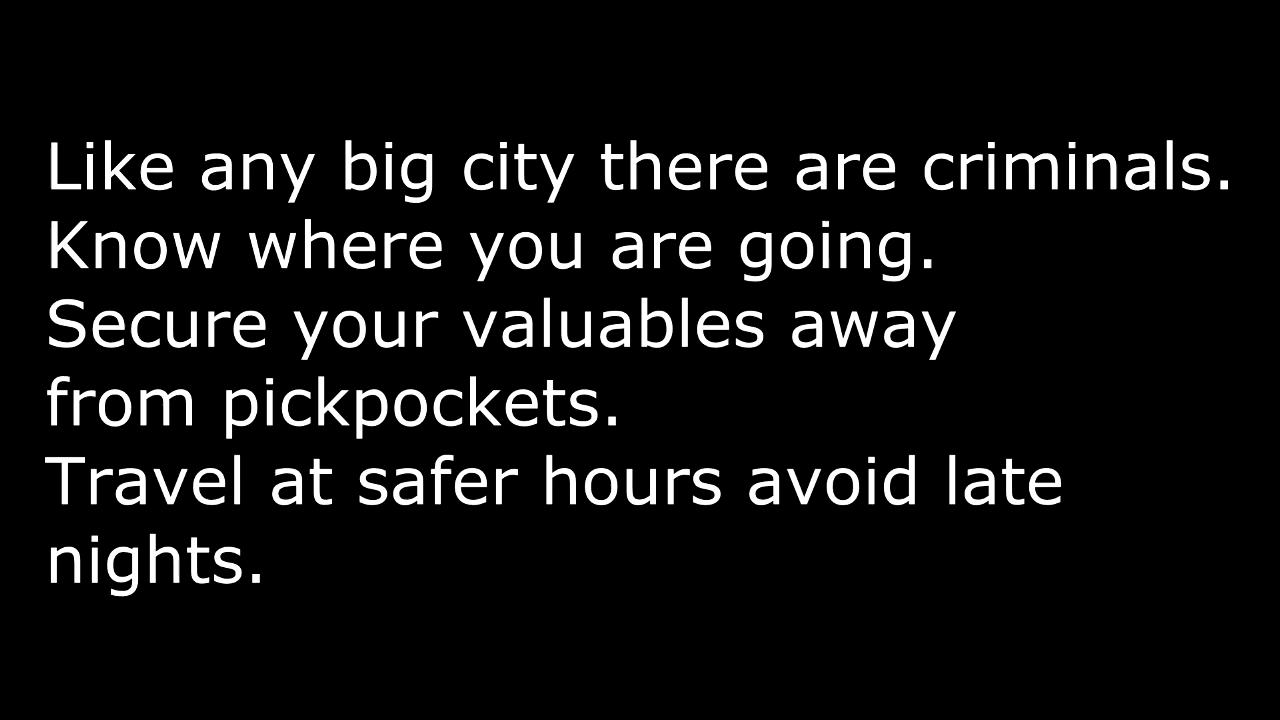 Like any big city there are criminals.
Know where you are going.
Secure your valuables away
from pickpockets.
Travel at safer hours avoid late
nights.